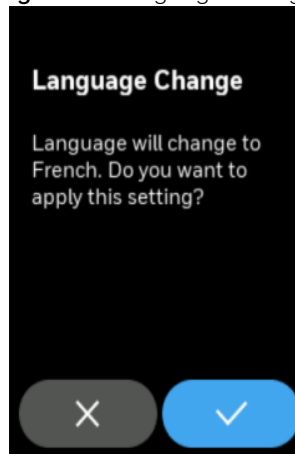 Language Change
Language will change to
French. Do you want to
apply this setting?